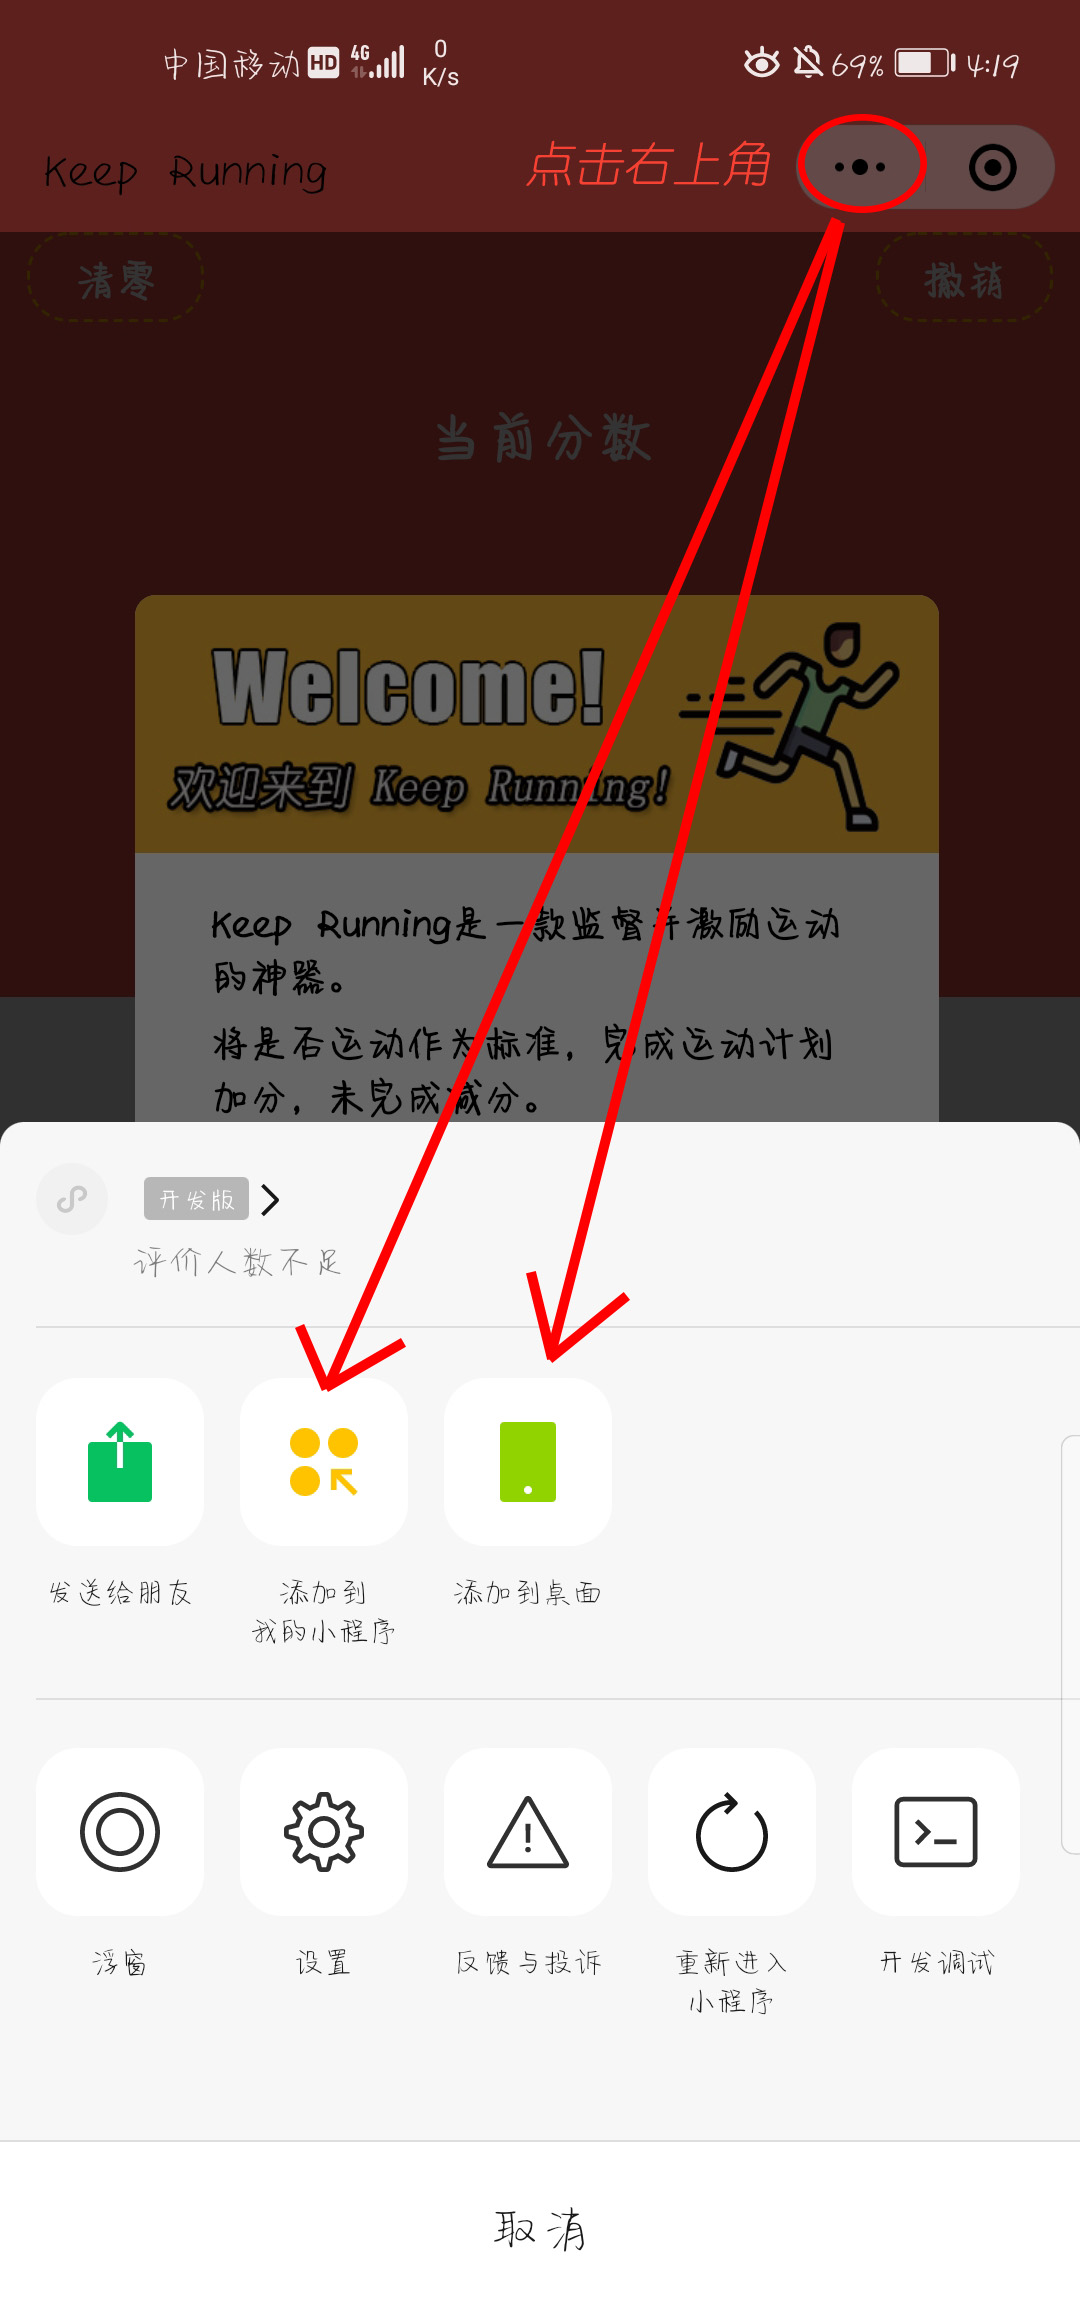 中国移动 HD 4G 0 K/s 69% 4:19
Keep Running 点击右上角
清零 撤销
当前分数
Welcome!
欢迎来到 Keep Running!
Keep Running是一款监督并激励运动
的神器。
将是否运动作为标准，完成运动计划
加分，未完成减分。
开发版
评价人数不足
发送给朋友 添加到 添加到桌面
我的小程序
浮窗 设置 反馈与投诉 重新进入 开发调试
小程序
取消